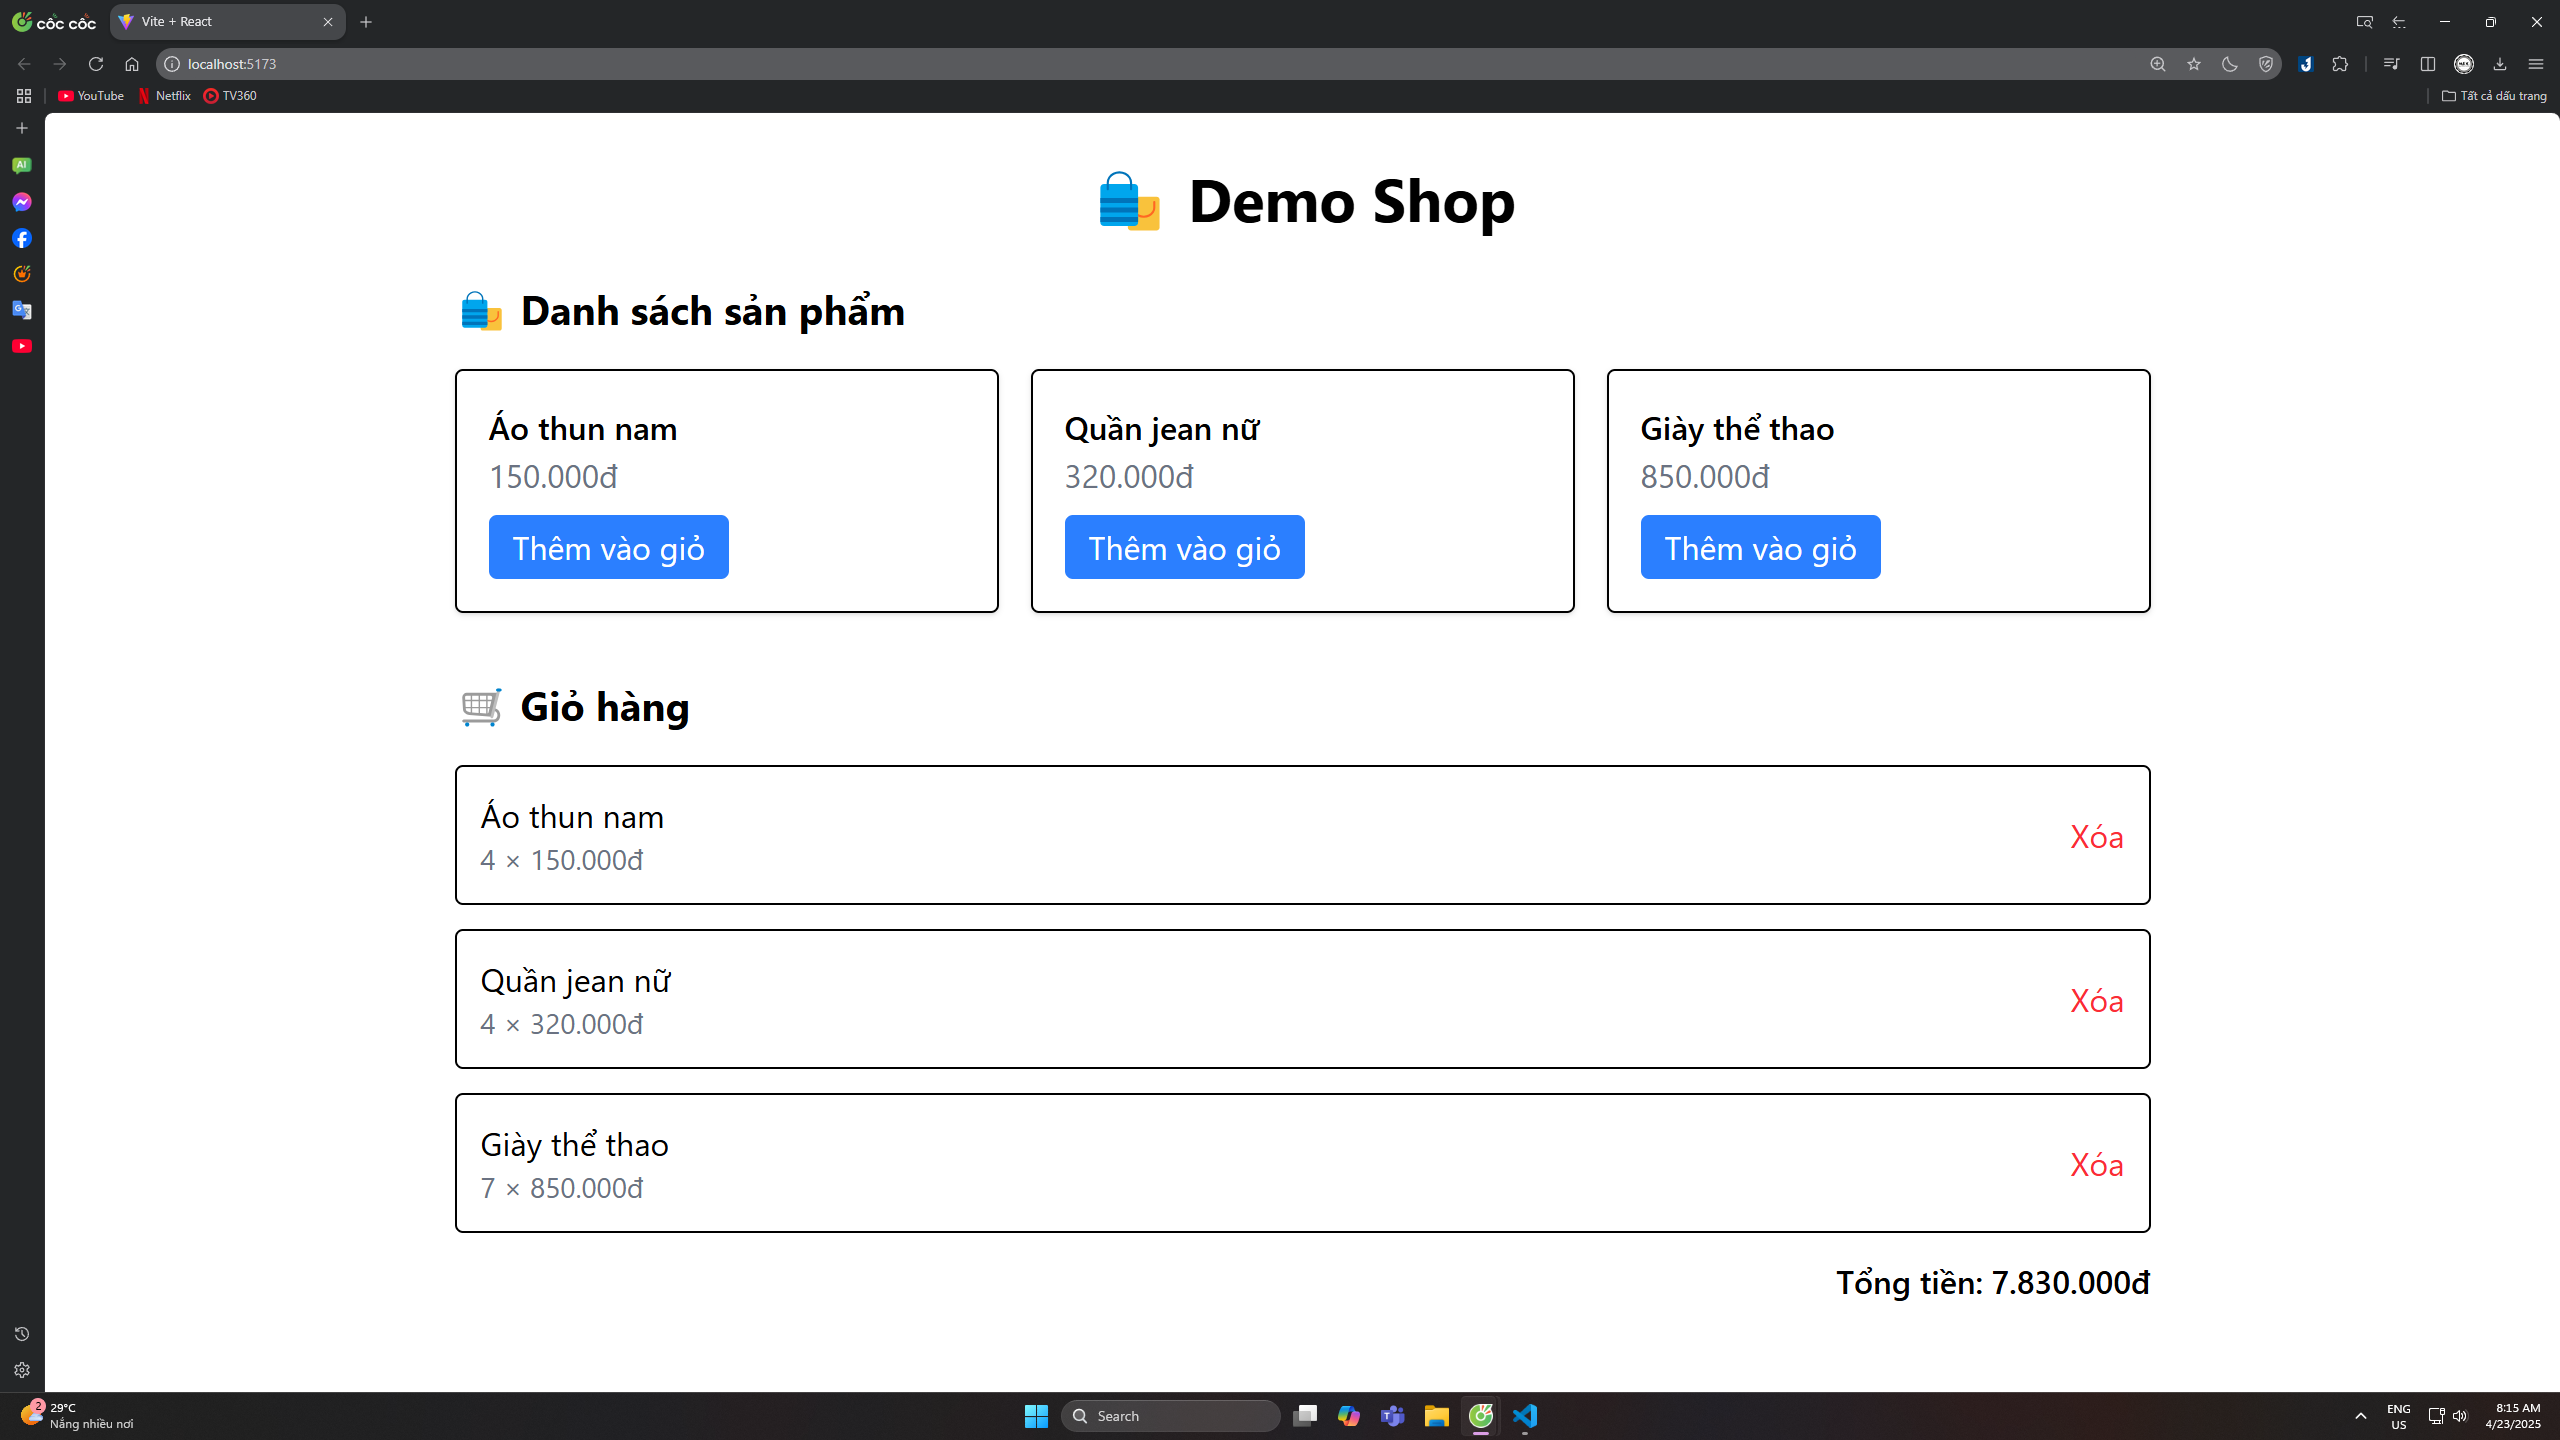 cốc cốc
Vite + React
localhost:5173
YouTube
Netflix
TV360
Tất cả dấu trang
AI
Demo Shop
Danh sách sản phẩm
Áo thun nam
150.000đ
Thêm vào giỏ
Quần jean nữ
320.000đ
Thêm vào giỏ
Giày thể thao
850.000đ
Thêm vào giỏ
Giỏ hàng
Áo thun nam
4 × 150.000đ
Xóa
Quần jean nữ
4 × 320.000đ
Xóa
Giày thể thao
7 × 850.000đ
Xóa
Tổng tiền: 7.830.000đ
2
29°C
Nắng nhiều nơi
Search
ENG
US
8:15 AM
4/23/2025